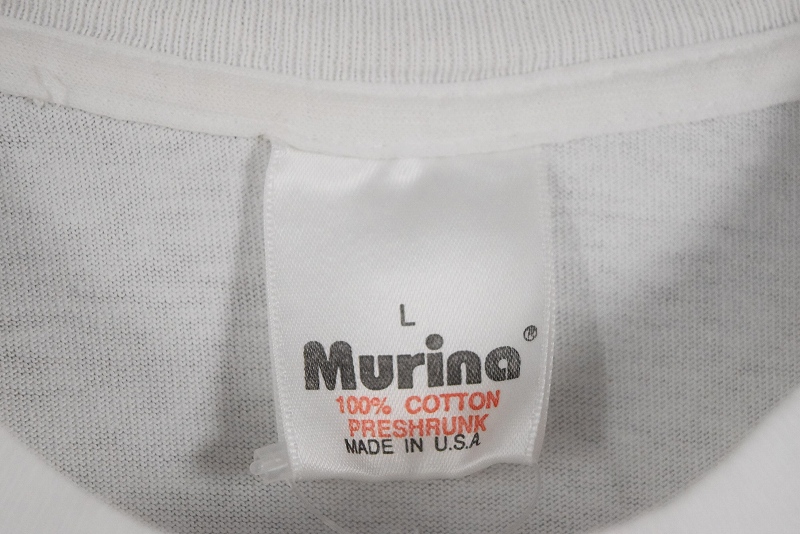 L
Murina®
100% COTTON
PRESHRUNK
MADE IN U.S.A